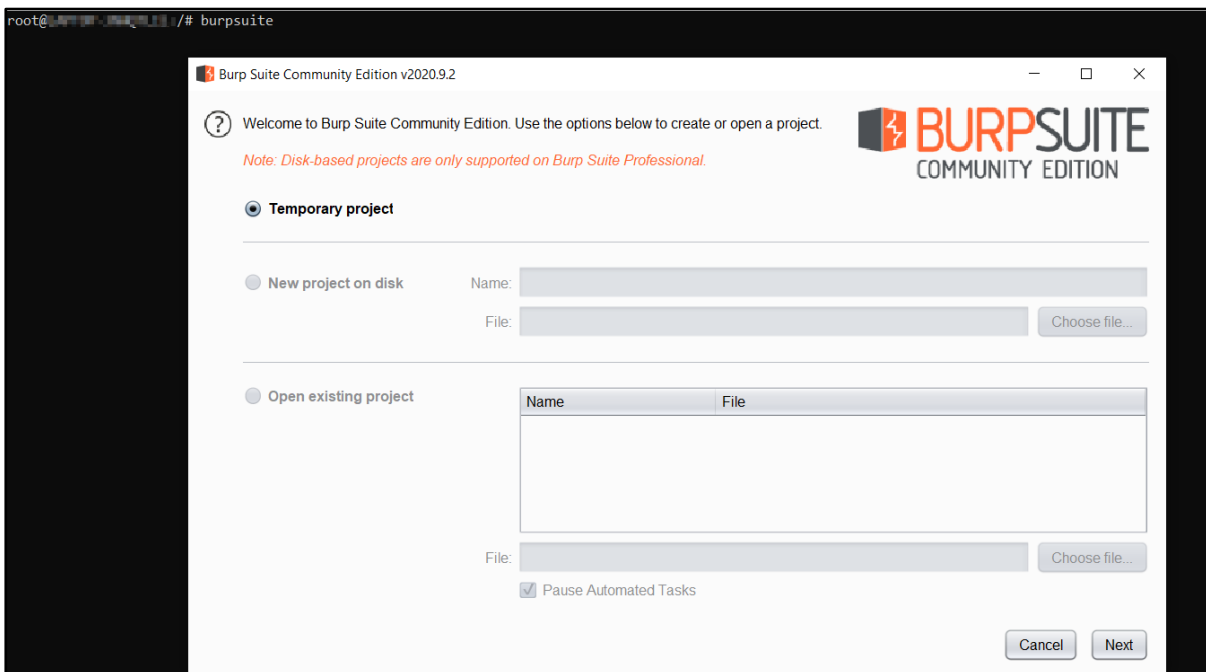 root@ :/# burpsuite
Burp Suite Community Edition v2020.9.2
Welcome to Burp Suite Community Edition. Use the options below to create or open a project.
Note: Disk-based projects are only supported on Burp Suite Professional.
BURPSUITE
COMMUNITY EDITION
Temporary project
New project on disk
Name:
File:
Choose file...
Open existing project
Name File
File:
Choose file...
Pause Automated Tasks
Cancel Next